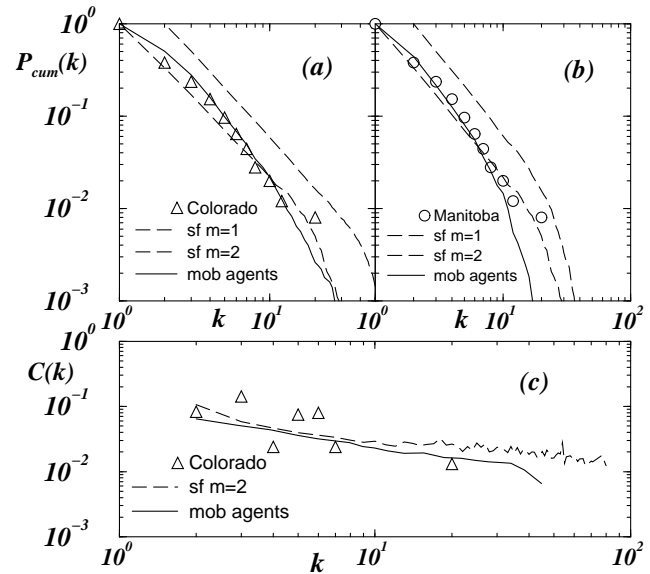 10^0
P_cum(k)
(a)
(b)
10^-1
10^-2
Colorado
sf m=1
sf m=2
mob agents
Manitoba
sf m=1
sf m=2
mob agents
10^-3
10^0
k
10^1
10^0
k
10^1
10^2
10^0
C(k)
(c)
10^-1
10^-2
Colorado
sf m=2
mob agents
10^-3
10^0
k
10^1
10^2